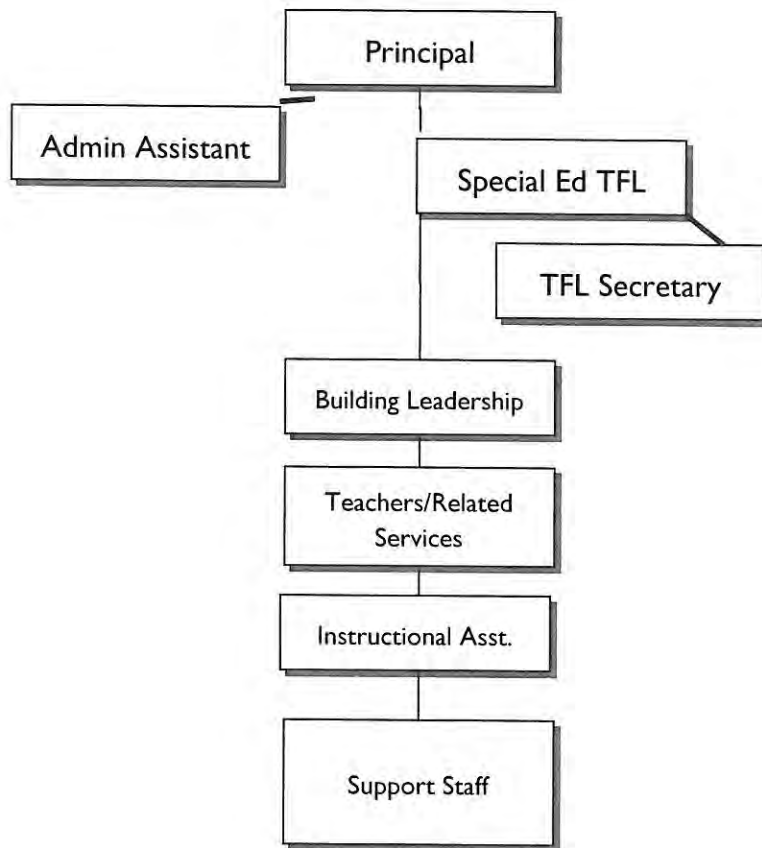 Principal
Admin Assistant
Special Ed TFL
TFL Secretary
Building Leadership
Teachers/Related
Services
Instructional Asst.
Support Staff